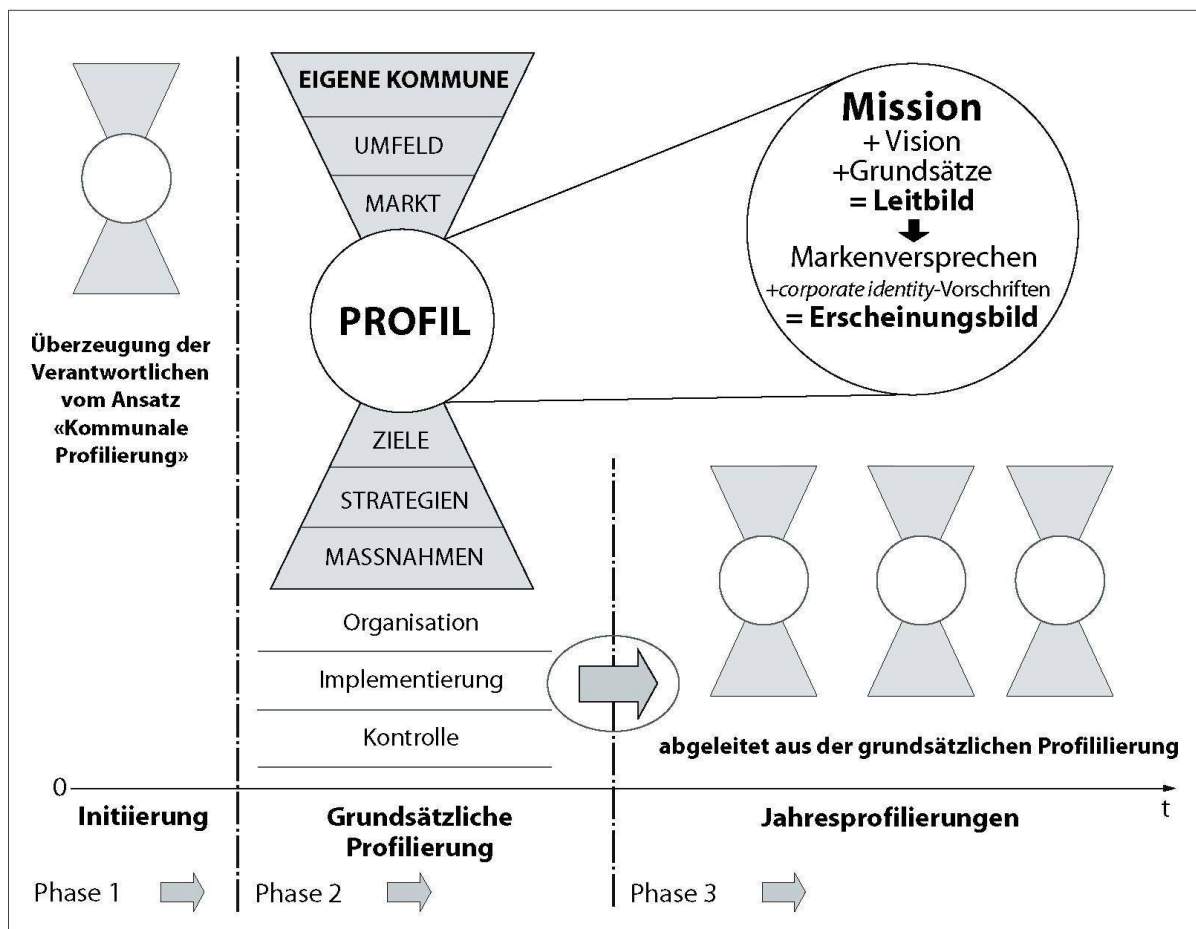 Überzeugung der
Verantwortlichen
vom Ansatz
«Kommunale
Profilierung»
EIGENE KOMMUNE
UMFELD
MARKT
PROFIL
ZIELE
STRATEGIEN
MASSNAHMEN
Organisation
Implementierung
Kontrolle
Mission
+ Vision
+Grundsätze
= Leitbild
Markenversprechen
+corporate identity-Vorschriften
= Erscheinungsbild
abgeleitet aus der grundsätzlichen Profililierung
0
t
Initiierung
Grundsätzliche
Profilierung
Jahresprofilierungen
Phase 1
Phase 2
Phase 3